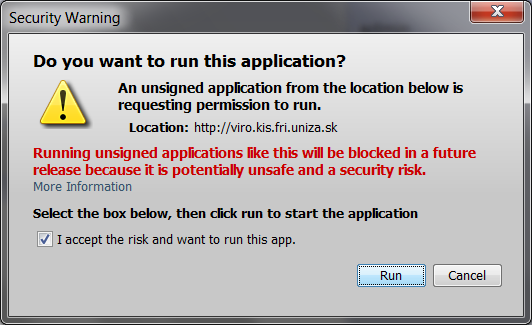 Security Warning
Do you want to run this application?
An unsigned application from the location below is
requesting permission to run.
Location: http://viro.kis.fri.uniza.sk
Running unsigned applications like this will be blocked in a future
release because it is potentially unsafe and a security risk.
More Information
Select the box below, then click run to start the application
I accept the risk and want to run this app.
Run Cancel